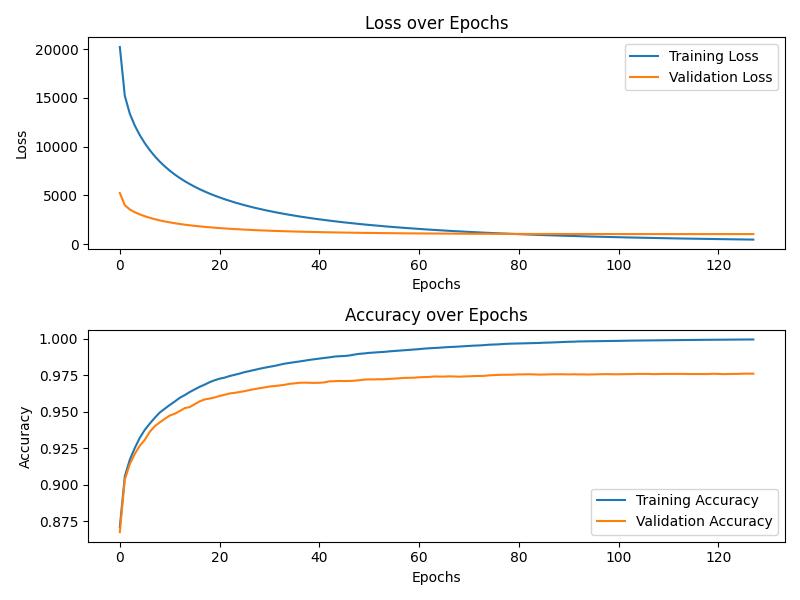 Loss over Epochs
20000
15000
10000
5000
0
Loss
Training Loss
Validation Loss
0 20 40 60 80 100 120
Epochs
Accuracy over Epochs
1.000
0.975
0.950
0.925
0.900
0.875
Accuracy
Training Accuracy
Validation Accuracy
0 20 40 60 80 100 120
Epochs